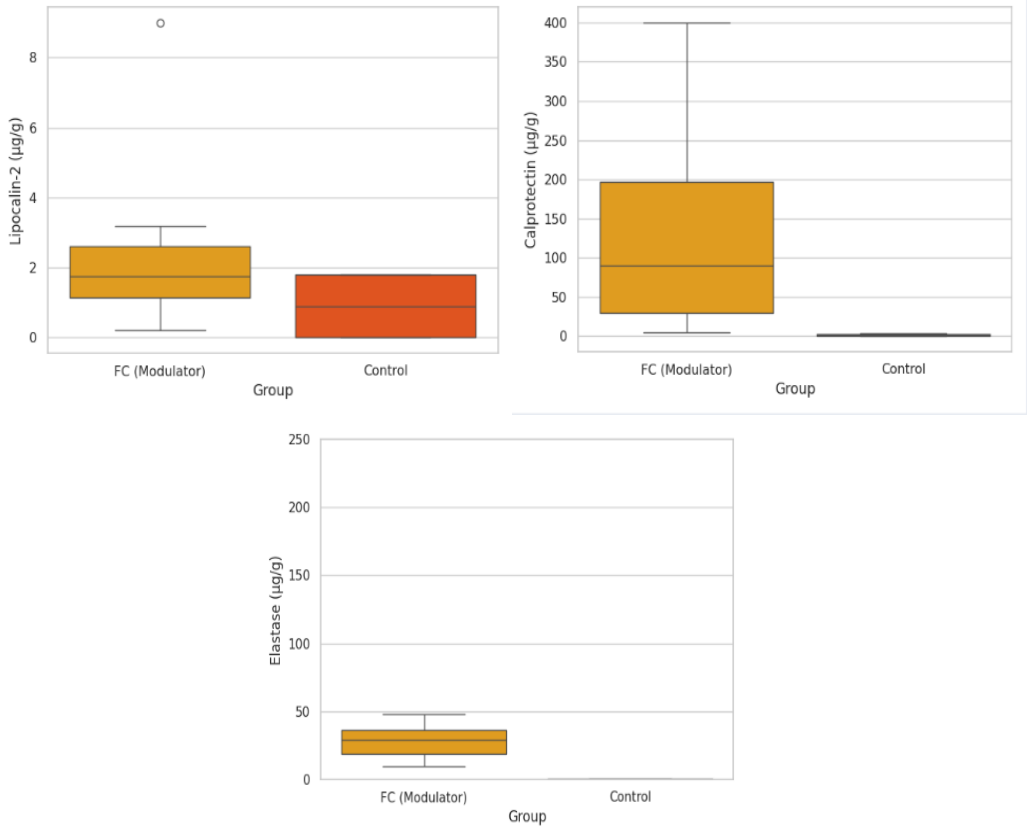 Lipocalin-2 (µg/g)
8
6
4
2
0
FC (Modulator) Control
Group
Calprotectin (µg/g)
400
350
300
250
200
150
100
50
0
FC (Modulator) Control
Group
Elastase (µg/g)
250
200
150
100
50
0
FC (Modulator) Control
Group